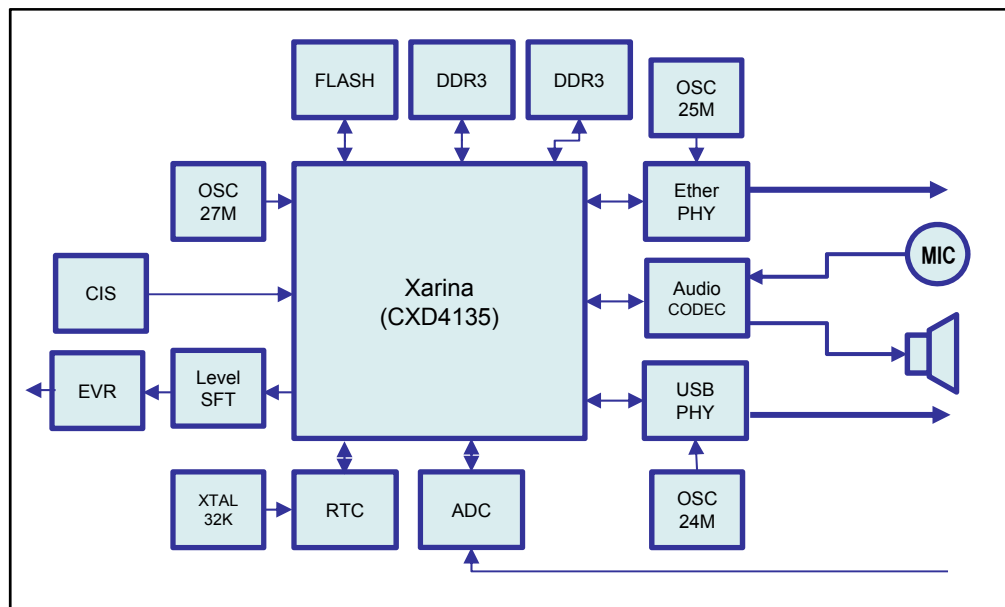 FLASH
DDR3
DDR3
OSC
25M
OSC
27M
Ether
PHY
MIC
CIS
Xarina
(CXD4135)
Audio
CODEC
EVR
Level
SFT
USB
PHY
XTAL
32K
RTC
ADC
OSC
24M